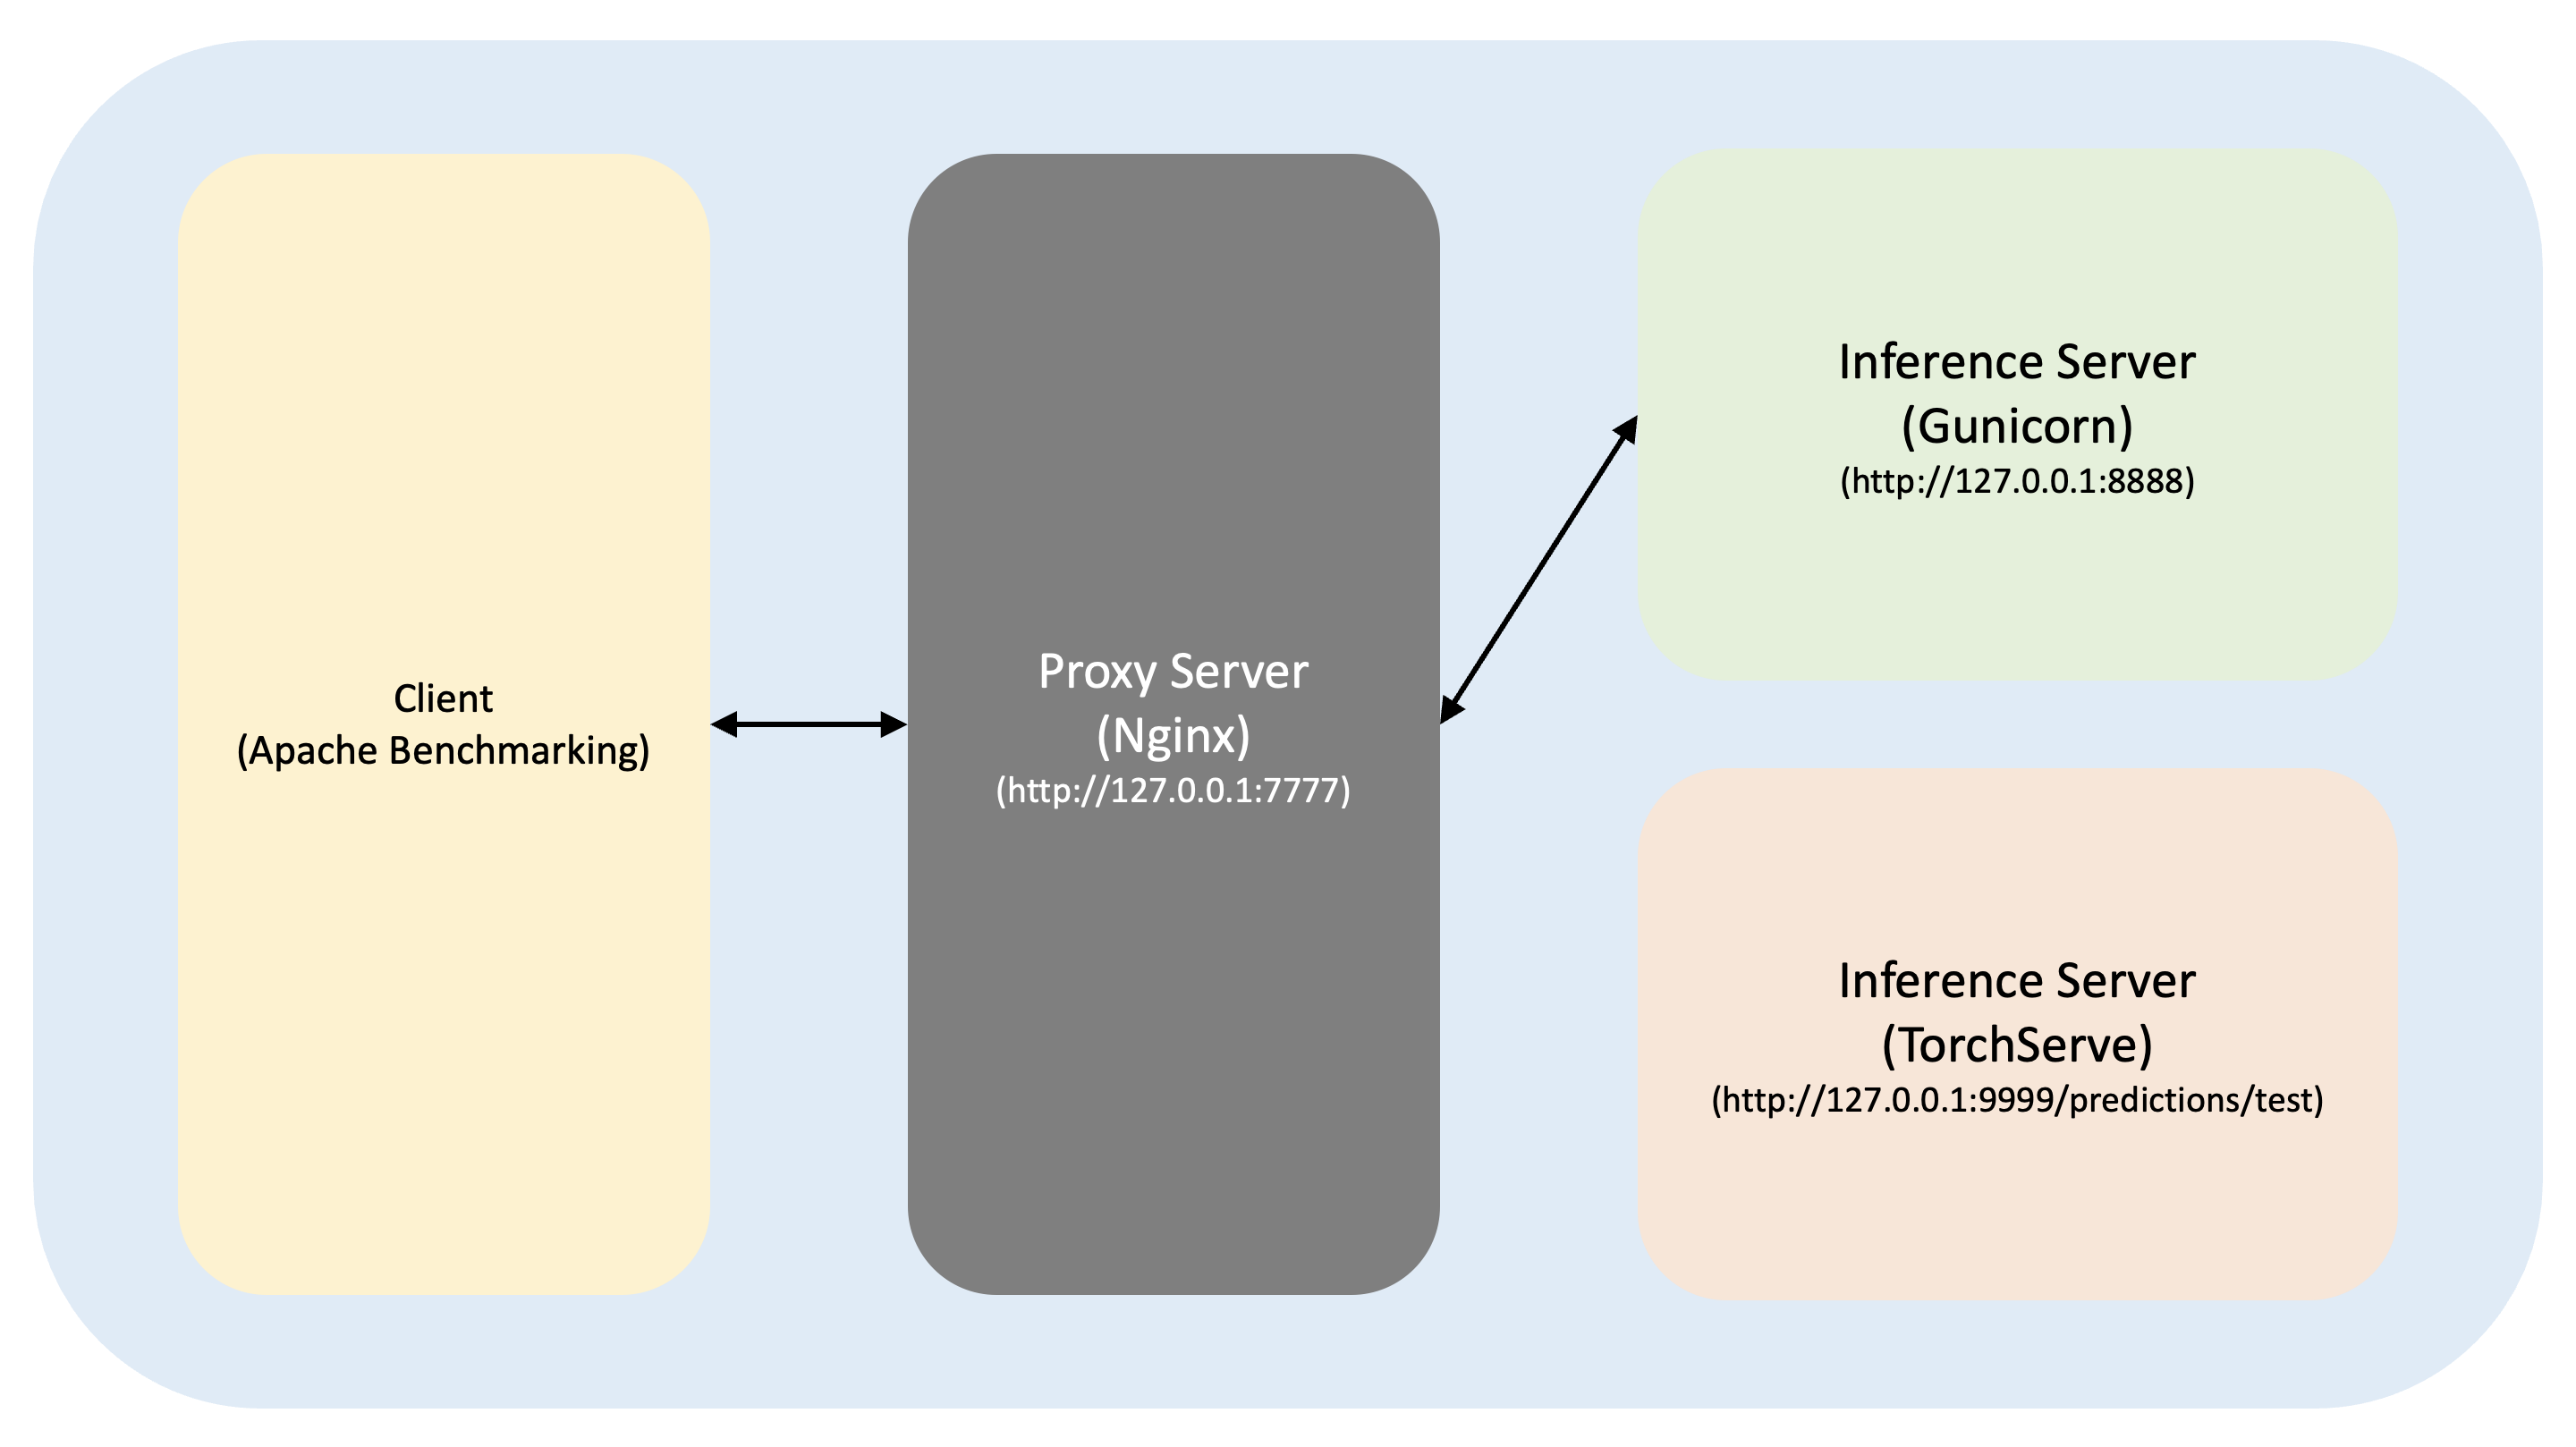 Client
(Apache Benchmarking)
Proxy Server
(Nginx)
(http://127.0.0.1:7777)
Inference Server
(Gunicorn)
(http://127.0.0.1:8888)
Inference Server
(TorchServe)
(http://127.0.0.1:9999/predictions/test)